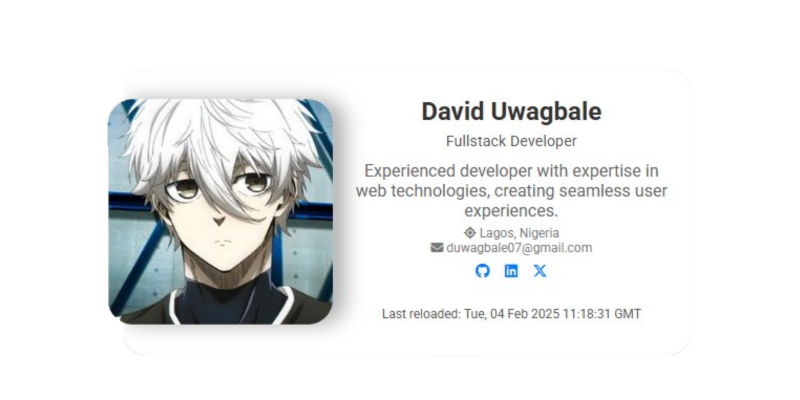 David Uwagbale
Fullstack Developer
Experienced developer with expertise in
web technologies, creating seamless user
experiences.
Lagos, Nigeria
duwagbale07@gmail.com
Last reloaded: Tue, 04 Feb 2025 11:18:31 GMT